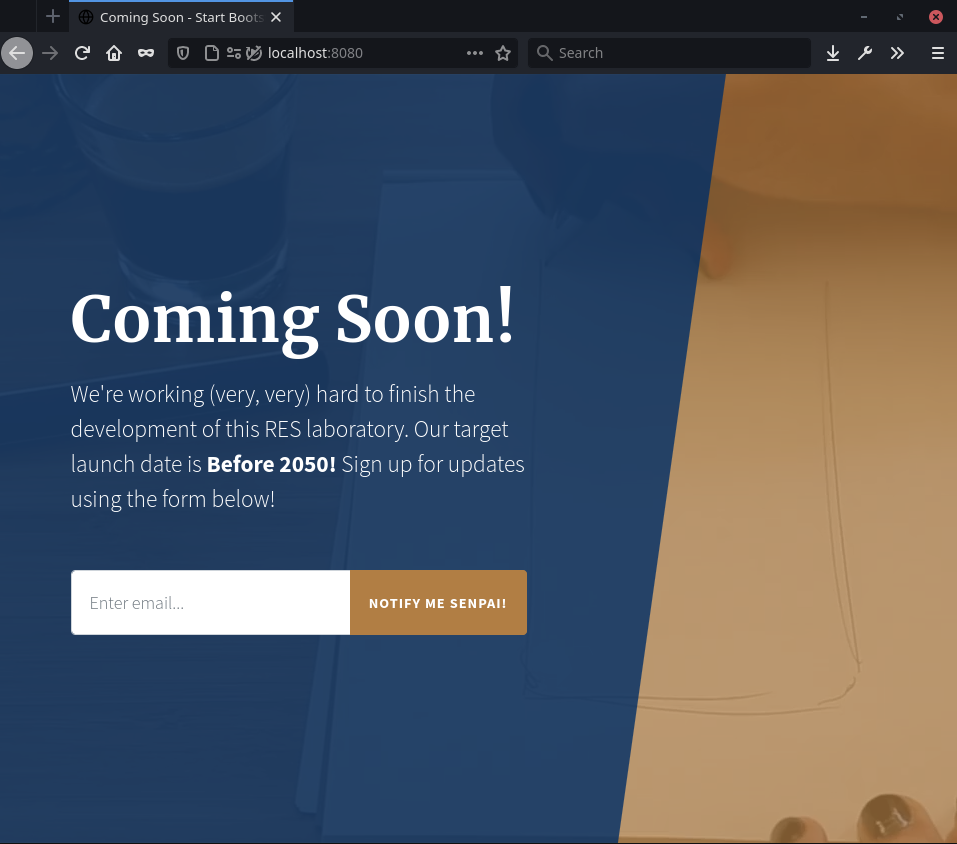 Coming Soon - Start Boots
localhost:8080
Search
Coming Soon!
We're working (very, very) hard to finish the
development of this RES laboratory. Our target
launch date is Before 2050! Sign up for updates
using the form below!
Enter email...
NOTIFY ME SENPAI!